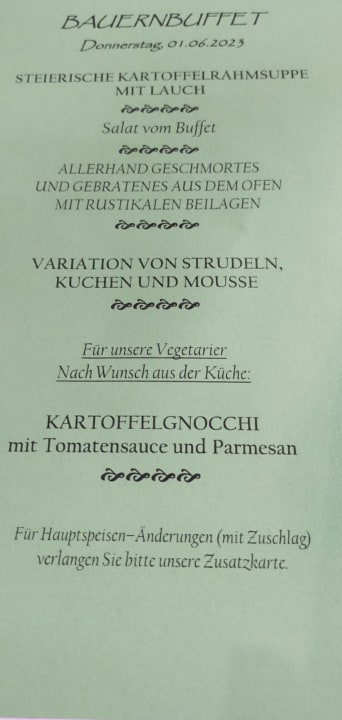 BAUERNBUFFET
Donnerstag, 01.06.2023
STEIERISCHE KARTOFFELRAHMSUPPE
MIT LAUCH
Salat vom Buffet
ALLERHAND GESCHMORTES
UND GEBRATENES AUS DEM OFEN
MIT RUSTIKALEN BEILAGEN
VARIATION VON STRUDELN,
KUCHEN UND MOUSSE
Für unsere Vegetarier
Nach Wunsch aus der Küche:
KARTOFFELGNOCCHI
mit Tomatensauce und Parmesan
Für Hauptspeisen-Änderungen (mit Zuschlag)
verlangen Sie bitte unsere Zusatzkarte.